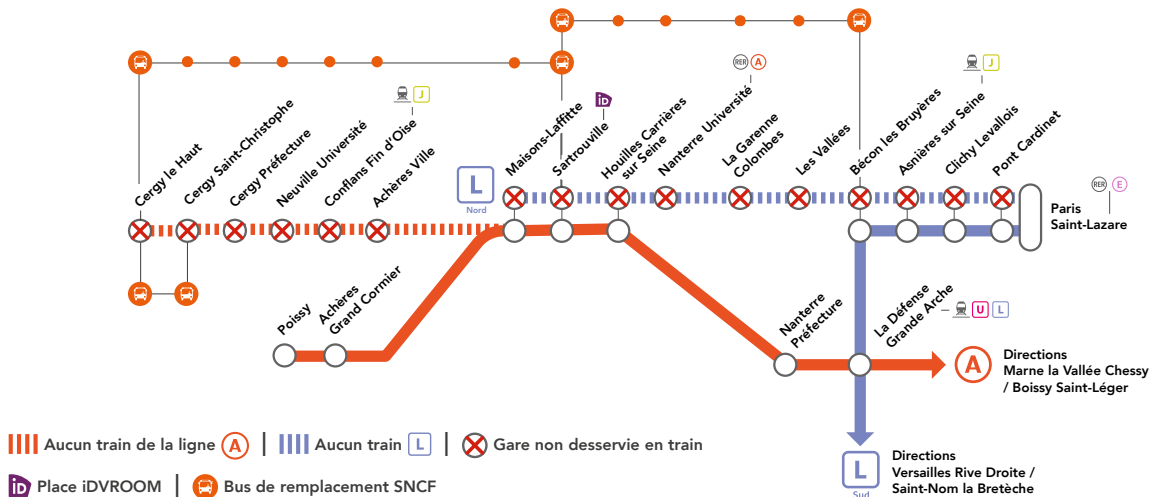 RER A
J
J
iD
Cergy le Haut
Cergy Saint-Christophe
Cergy Préfecture
Neuville Université
Conflans Fin d'Oise
Achères Ville
L
Nord
Maisons-Laffitte
Sartrouville
Houilles Carrières
sur Seine
Nanterre Université
La Garenne
Colombes
Les Vallées
Bécon les Bruyères
Asnières sur Seine
Clichy Levallois
Pont Cardinet
RER E
Paris
Saint-Lazare
Poissy
Achères
Grand Cormier
Nanterre
Préfecture
La Défense
Grande Arche
U L
A
Directions
Marne la Vallée Chessy
/ Boissy Saint-Léger
Aucun train de la ligne A
Aucun train L
Gare non desservie en train
iD Place iDVROOM
Bus de remplacement SNCF
L
Sud
Directions
Versailles Rive Droite /
Saint-Nom la Bretèche